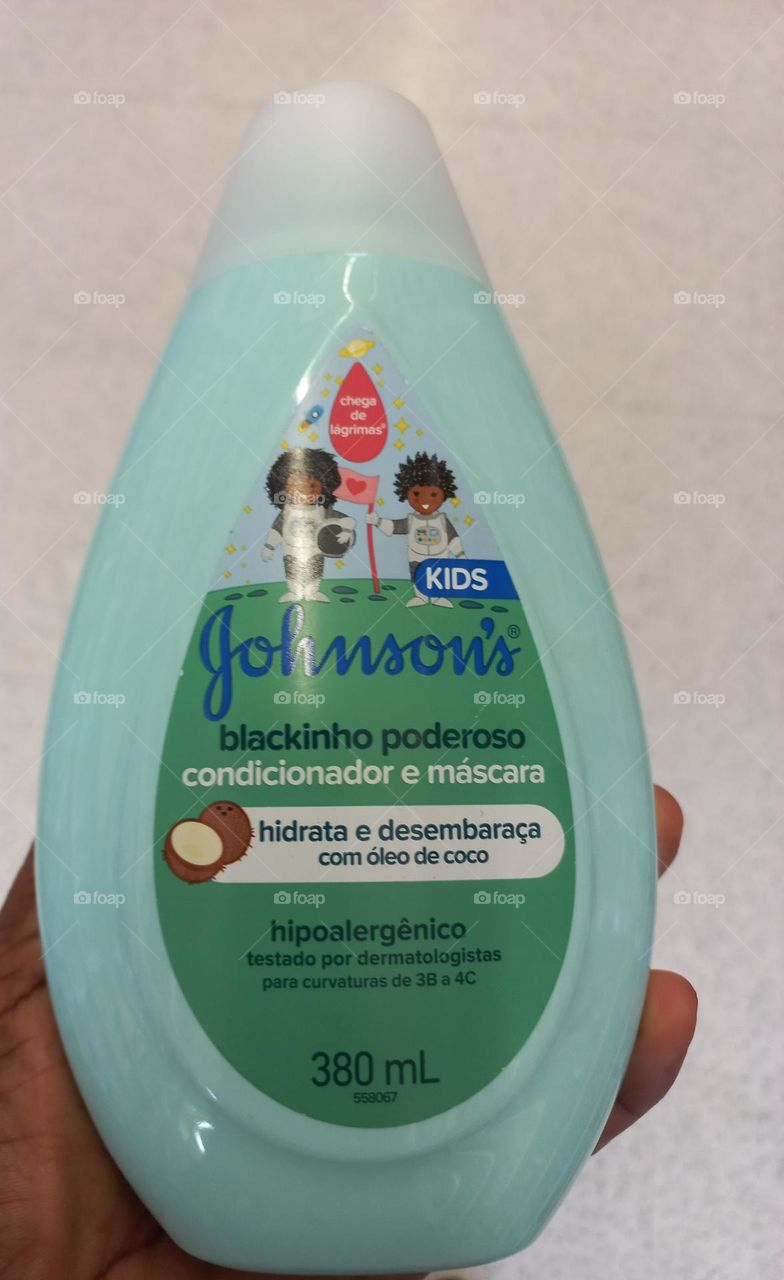 chega
de
lágrimas®
KIDS
Johnson's®
blackinho poderoso
condicionador e máscara
hidrata e desembaraça
com óleo de coco
hipoalergênico
testado por dermatologistas
para curvaturas de 3B a 4C
380 mL
558067
foap